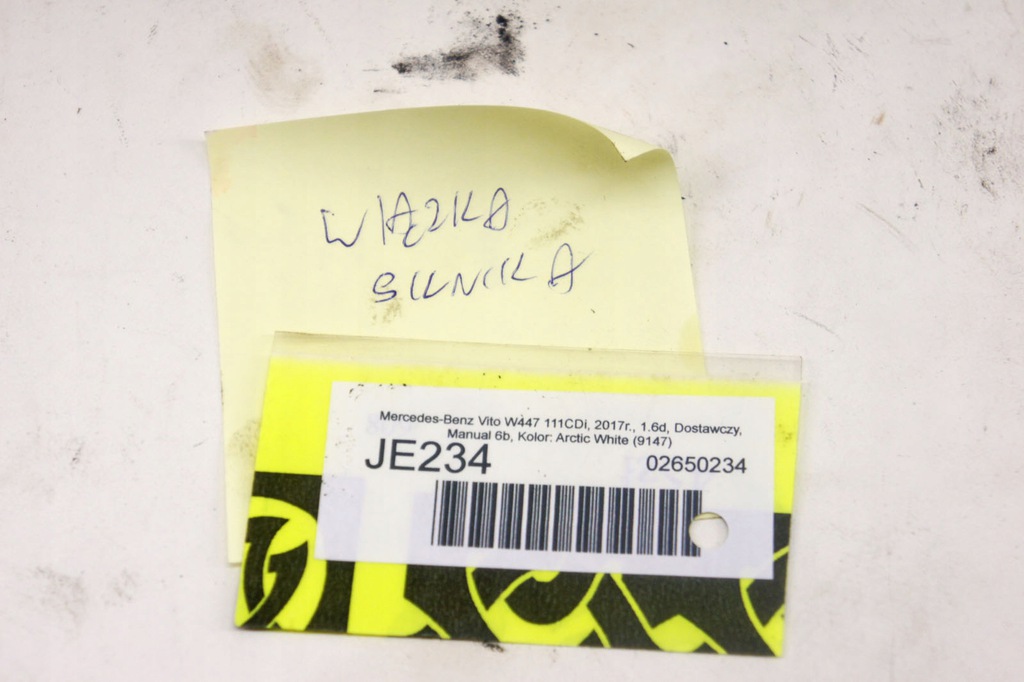 WIĄZKA
SILNIKA
Mercedes-Benz Vito W447 111CDi, 2017r., 1.6d, Dostawczy,
Manual 6b, Kolor: Arctic White (9147)
JE234 02650234